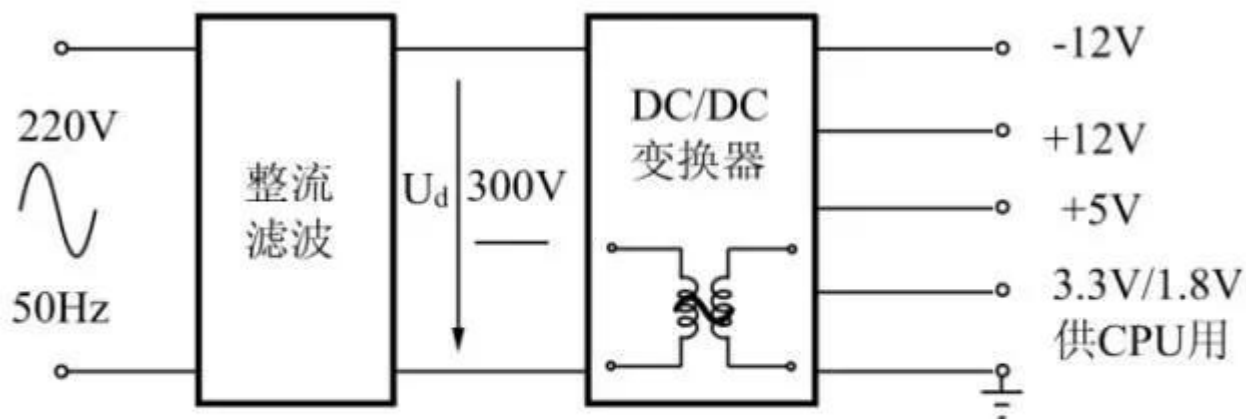 220V
50Hz
整流
滤波
U_d
300V
DC/DC
变换器
-12V
+12V
+5V
3.3V/1.8V
供CPU用